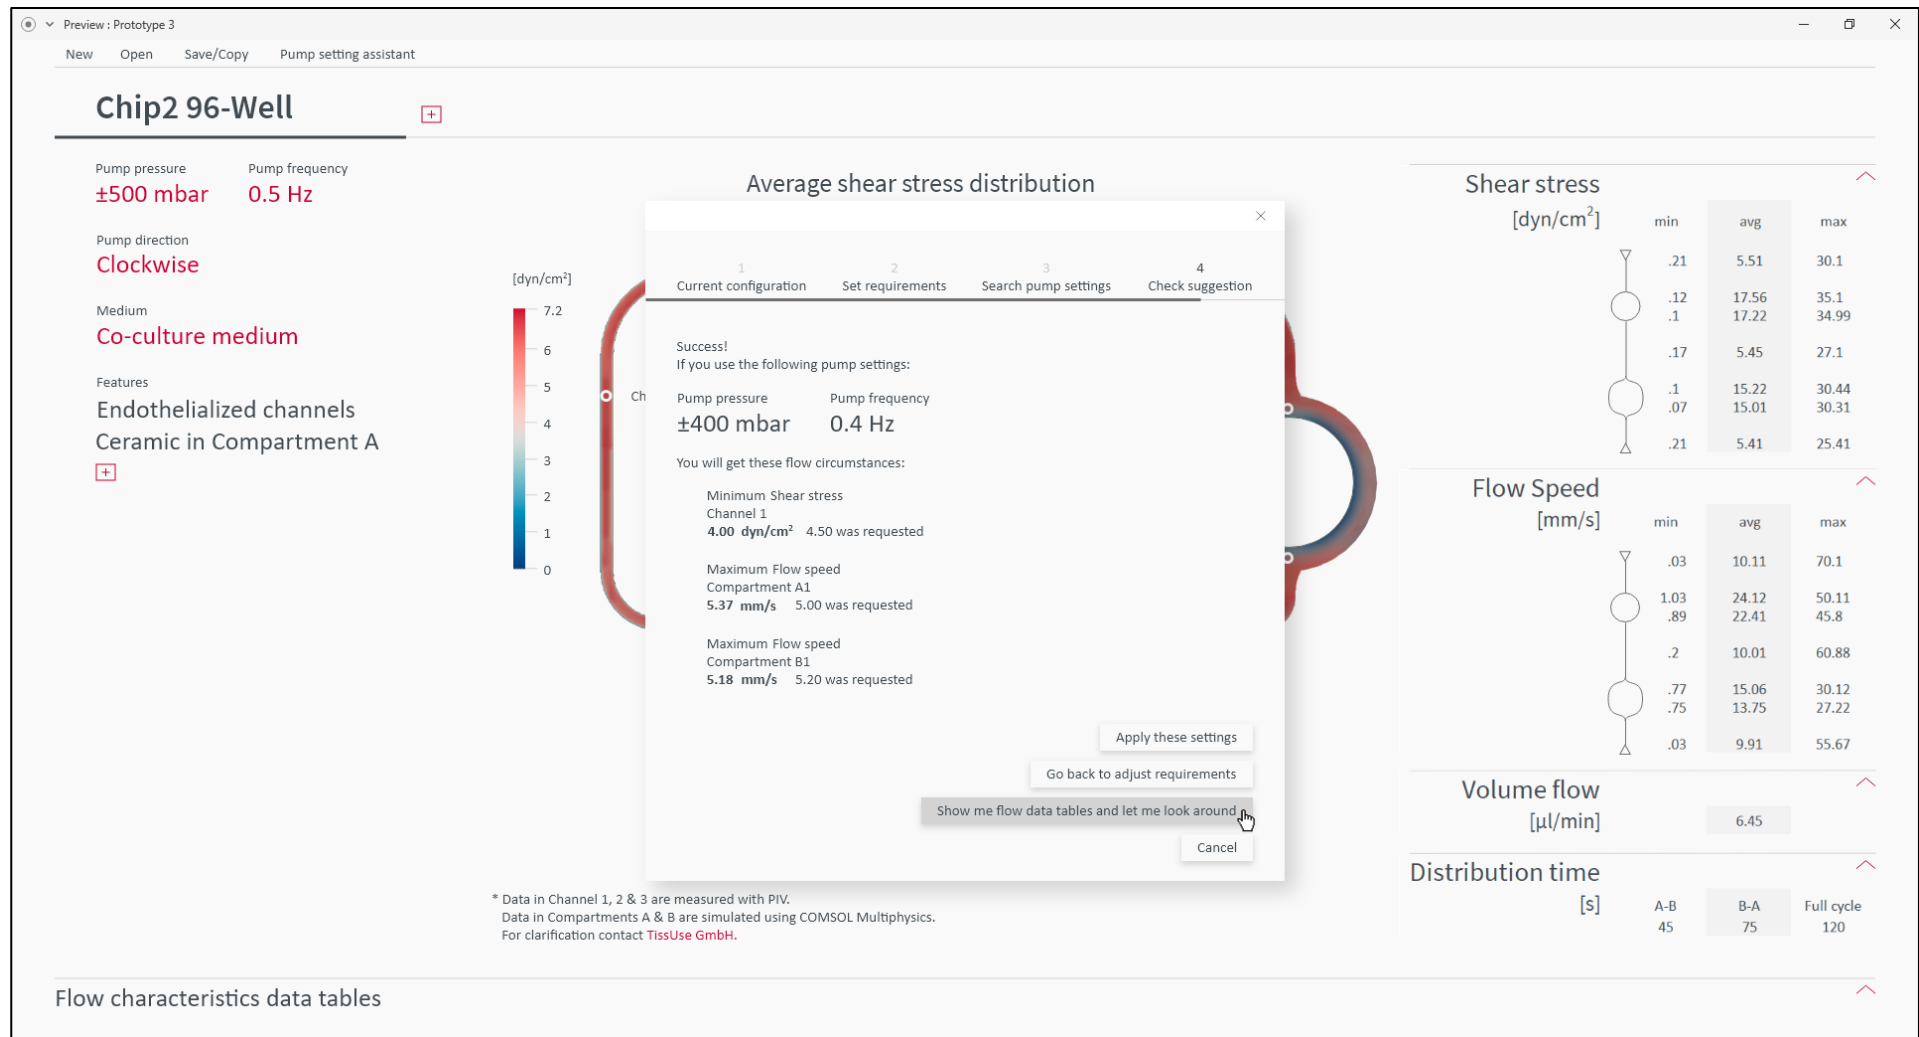 Preview : Prototype 3
New Open Save/Copy Pump setting assistant
Chip2 96-Well
Pump pressure Pump frequency
±500 mbar 0.5 Hz
Pump direction
Clockwise
Medium
Co-culture medium
Features
Endothelialized channels
Ceramic in Compartment A
Average shear stress distribution
[dyn/cm²]
7.2
6
5
4
3
2
1
0
Ch
1 2 3 4
Current configuration Set requirements Search pump settings Check suggestion
Success!
If you use the following pump settings:
Pump pressure Pump frequency
±400 mbar 0.4 Hz
You will get these flow circumstances:
Minimum Shear stress
Channel 1
4.00 dyn/cm² 4.50 was requested
Maximum Flow speed
Compartment A1
5.37 mm/s 5.00 was requested
Maximum Flow speed
Compartment B1
5.18 mm/s 5.20 was requested
Apply these settings
Go back to adjust requirements
Show me flow data tables and let me look around
Cancel
* Data in Channel 1, 2 & 3 are measured with PIV.
Data in Compartments A & B are simulated using COMSOL Multiphysics.
For clarification contact TissUse GmbH.
Shear stress
[dyn/cm²] min avg max
.21 5.51 30.1
.12 17.56 35.1
.1 17.22 34.99
.17 5.45 27.1
.1 15.22 30.44
.07 15.01 30.31
.21 5.41 25.41
Flow Speed
[mm/s] min avg max
.03 10.11 70.1
1.03 24.12 50.11
.89 22.41 45.8
.2 10.01 60.88
.77 15.06 30.12
.75 13.75 27.22
.03 9.91 55.67
Volume flow
[µl/min] 6.45
Distribution time
[s] A-B B-A Full cycle
45 75 120
Flow characteristics data tables